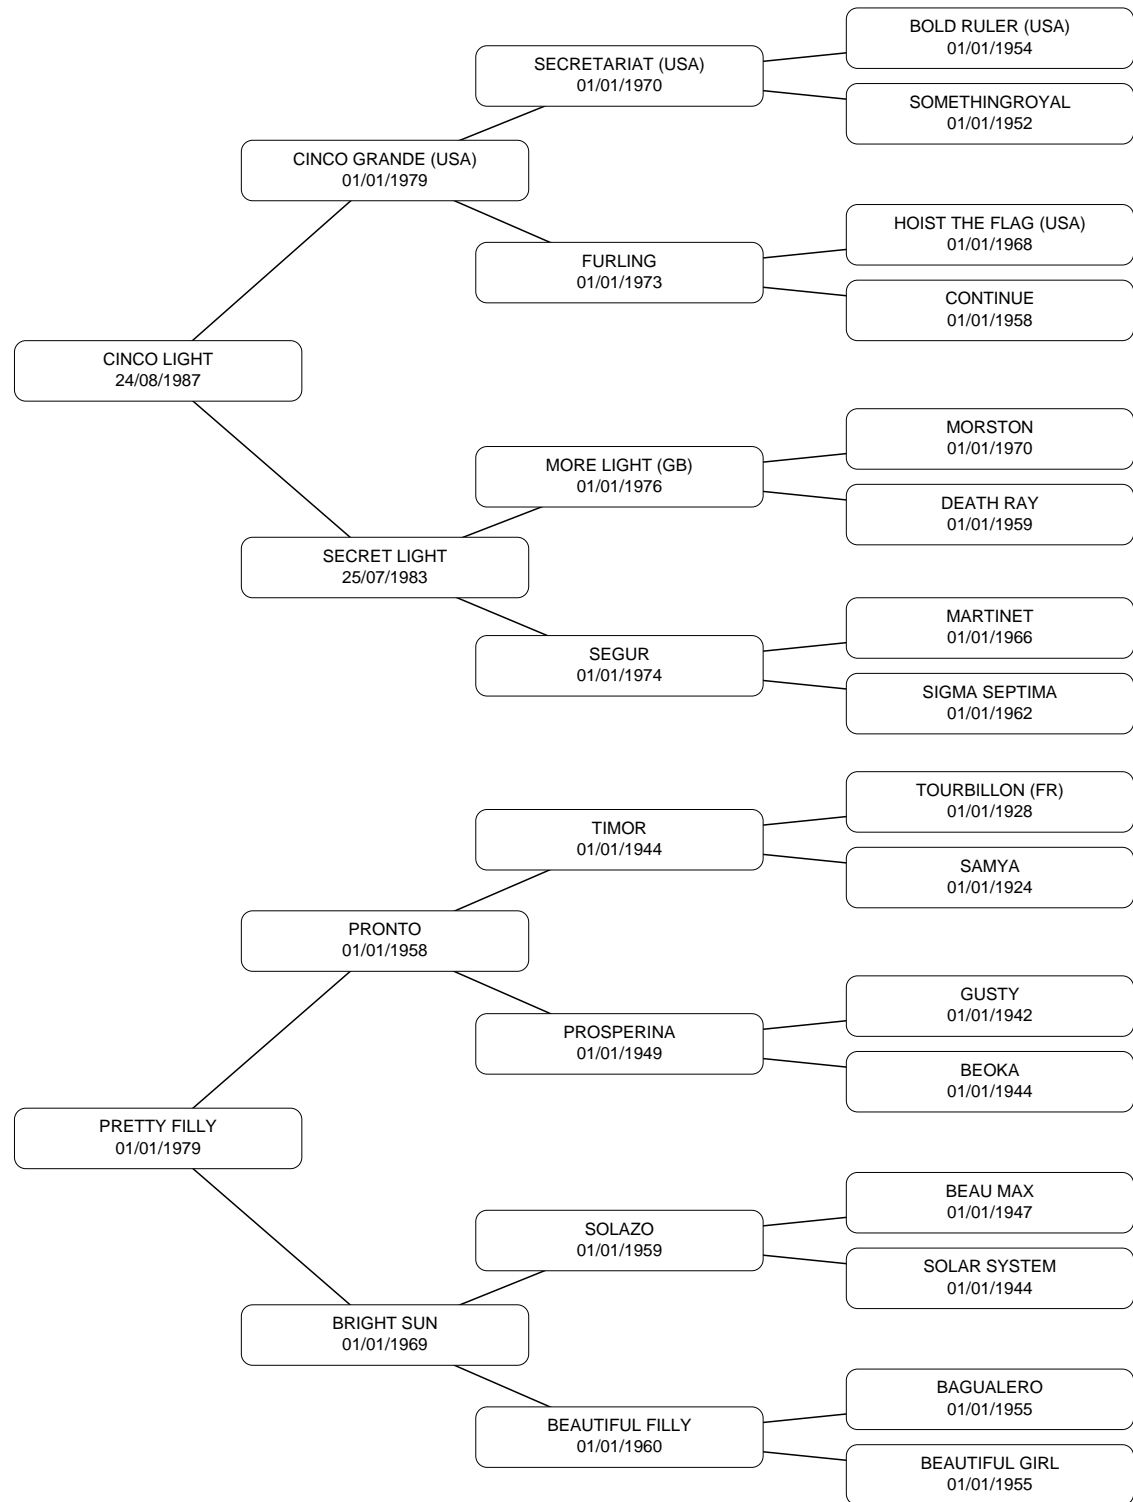 BOLD RULER (USA)
01/01/1954
SECRETARIAT (USA)
01/01/1970
SOMETHINGROYAL
01/01/1952
CINCO GRANDE (USA)
01/01/1979
HOIST THE FLAG (USA)
01/01/1968
FURLING
01/01/1973
CONTINUE
01/01/1958
CINCO LIGHT
24/08/1987
MORSTON
01/01/1970
MORE LIGHT (GB)
01/01/1976
DEATH RAY
01/01/1959
SECRET LIGHT
25/07/1983
MARTINET
01/01/1966
SEGUR
01/01/1974
SIGMA SEPTIMA
01/01/1962
TOURBILLON (FR)
01/01/1928
TIMOR
01/01/1944
SAMYA
01/01/1924
PRONTO
01/01/1958
GUSTY
01/01/1942
PROSPERINA
01/01/1949
BEOKA
01/01/1944
PRETTY FILLY
01/01/1979
BEAU MAX
01/01/1947
SOLAZO
01/01/1959
SOLAR SYSTEM
01/01/1944
BRIGHT SUN
01/01/1969
BAGUALERO
01/01/1955
BEAUTIFUL FILLY
01/01/1960
BEAUTIFUL GIRL
01/01/1955